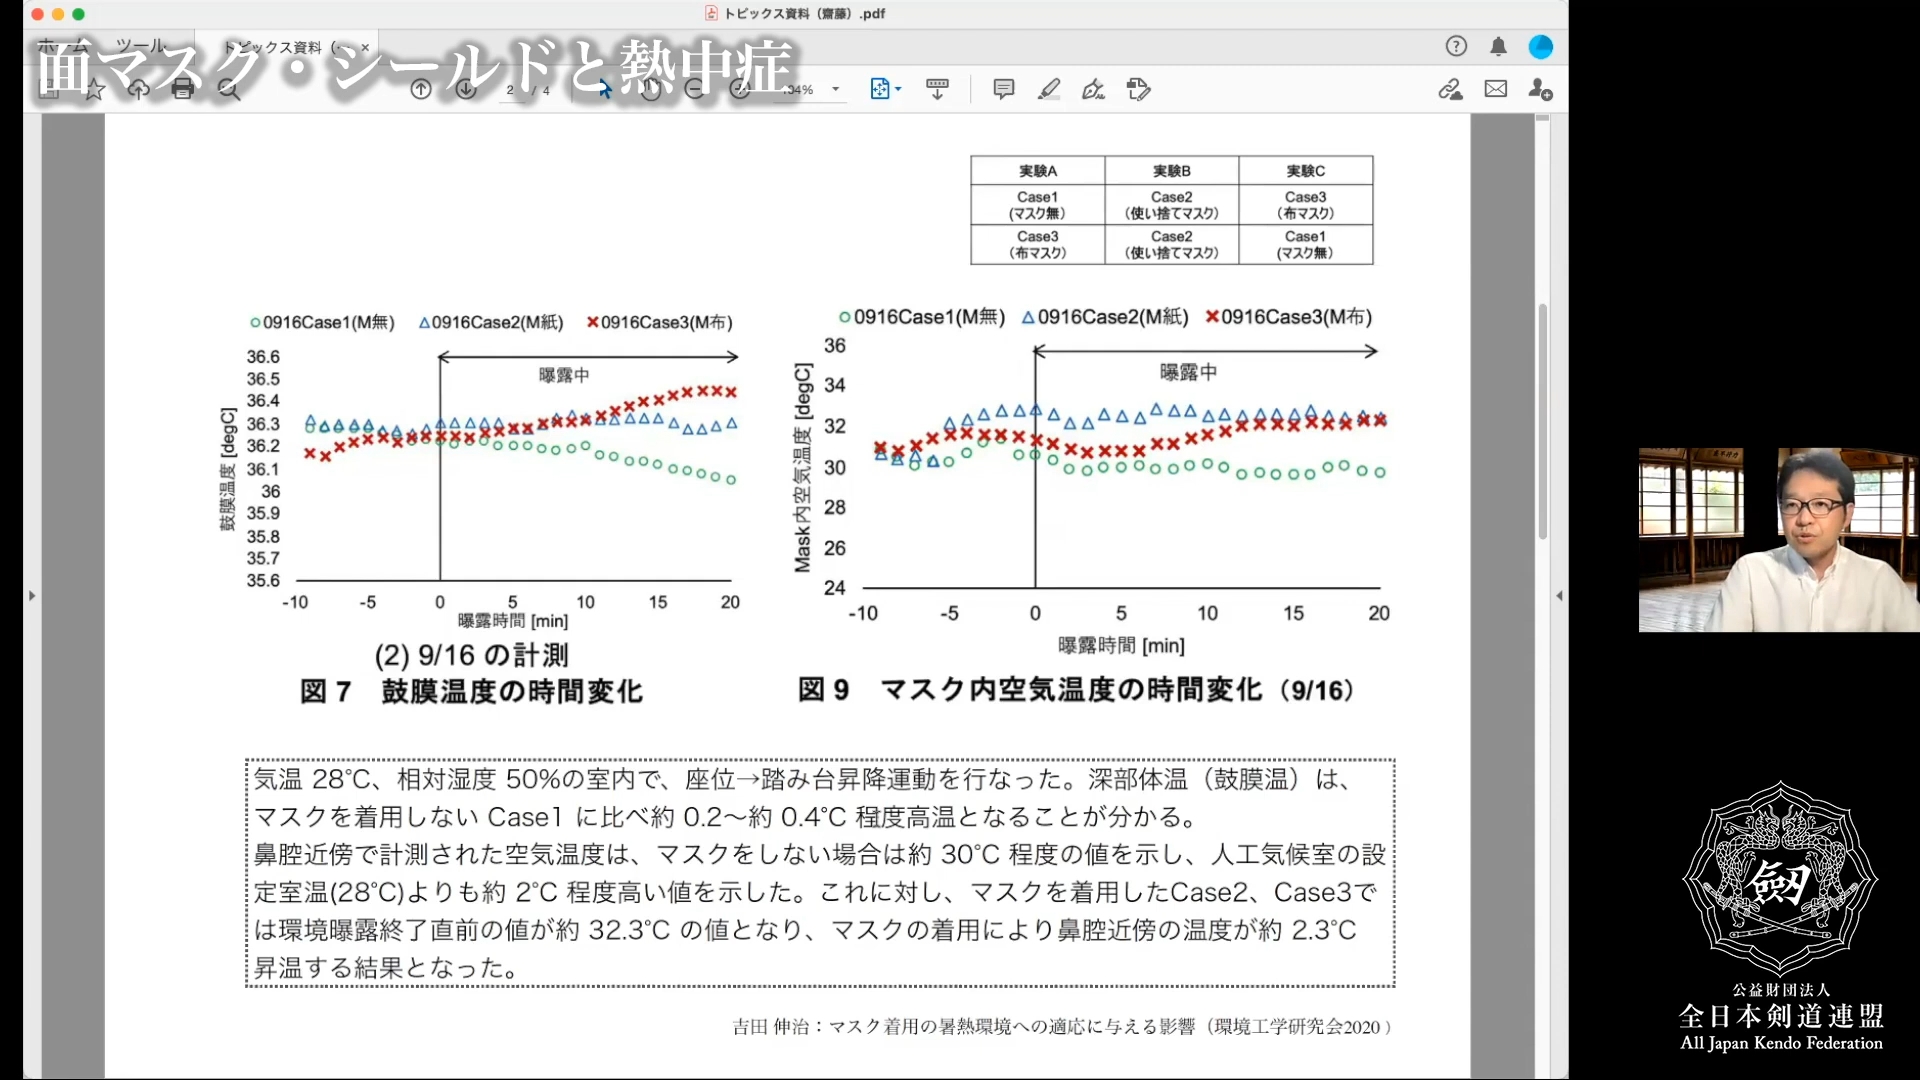 トピックス資料（齋藤）.pdf
ホーム ツール トピックス資料（... ×
面マスク・シールドと熱中症
2 / 4
実験A 実験B 実験C
Case1 Case2 Case3
(マスク無) （使い捨てマスク） （布マスク）
Case3 Case2 Case1
（布マスク） （使い捨てマスク） (マスク無)
0916Case1(M無) 0916Case2(M紙) 0916Case3(M布)
36.6
36.5
36.4
36.3
36.2
36.1
36
35.9
35.8
35.7
35.6
鼓膜温度 [degC]
曝露中
-10 -5 0 5 10 15 20
曝露時間 [min]
(2) 9/16 の計測
図７ 鼓膜温度の時間変化
0916Case1(M無) 0916Case2(M紙) 0916Case3(M布)
36
34
32
30
28
26
24
Mask内空気温度 [degC]
曝露中
-10 -5 0 5 10 15 20
曝露時間 [min]
図９ マスク内空気温度の時間変化（9/16）
気温 28℃、相対湿度 50%の室内で、座位→踏み台昇降運動を行なった。深部体温（鼓膜温）は、
マスクを着用しない Case1 に比べ約 0.2〜約 0.4℃ 程度高温となることが分かる。
鼻腔近傍で計測された空気温度は、マスクをしない場合は約 30℃ 程度の値を示し、人工気候室の設
定室温(28℃)よりも約 2℃ 程度高い値を示した。これに対し、マスクを着用したCase2、Case3で
は環境曝露終了直前の値が約 32.3℃ の値となり、マスクの着用により鼻腔近傍の温度が約 2.3℃
昇温する結果となった。
吉田 伸治：マスク着用の暑熱環境への適応に与える影響（環境工学研究会2020 ）
劔
公益財団法人
全日本剣道連盟
All Japan Kendo Federation